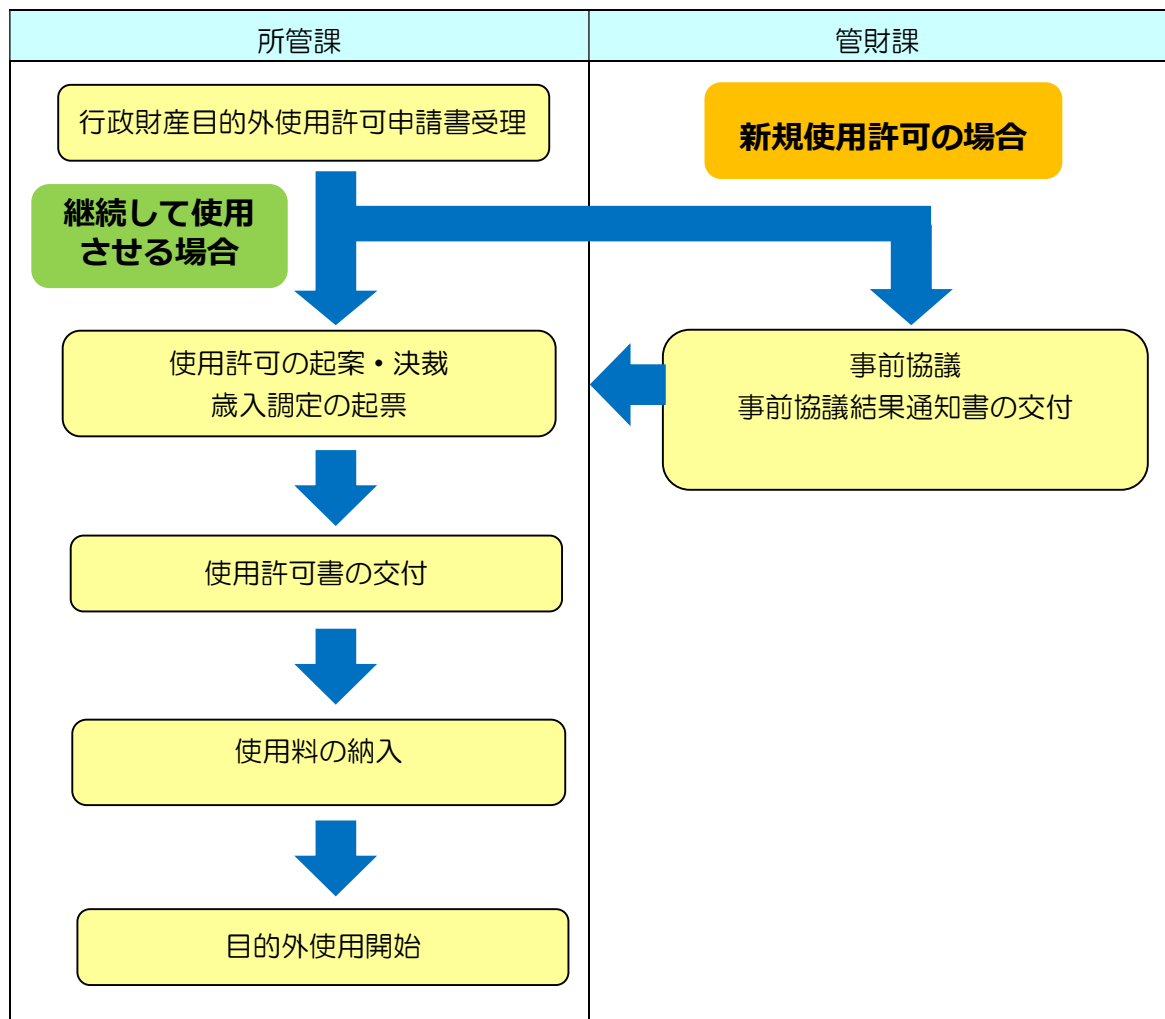 所管課
管財課
行政財産目的外使用許可申請書受理
新規使用許可の場合
継続して使用
させる場合
使用許可の起案・決裁
歳入調定の起票
事前協議
事前協議結果通知書の交付
使用許可書の交付
使用料の納入
目的外使用開始